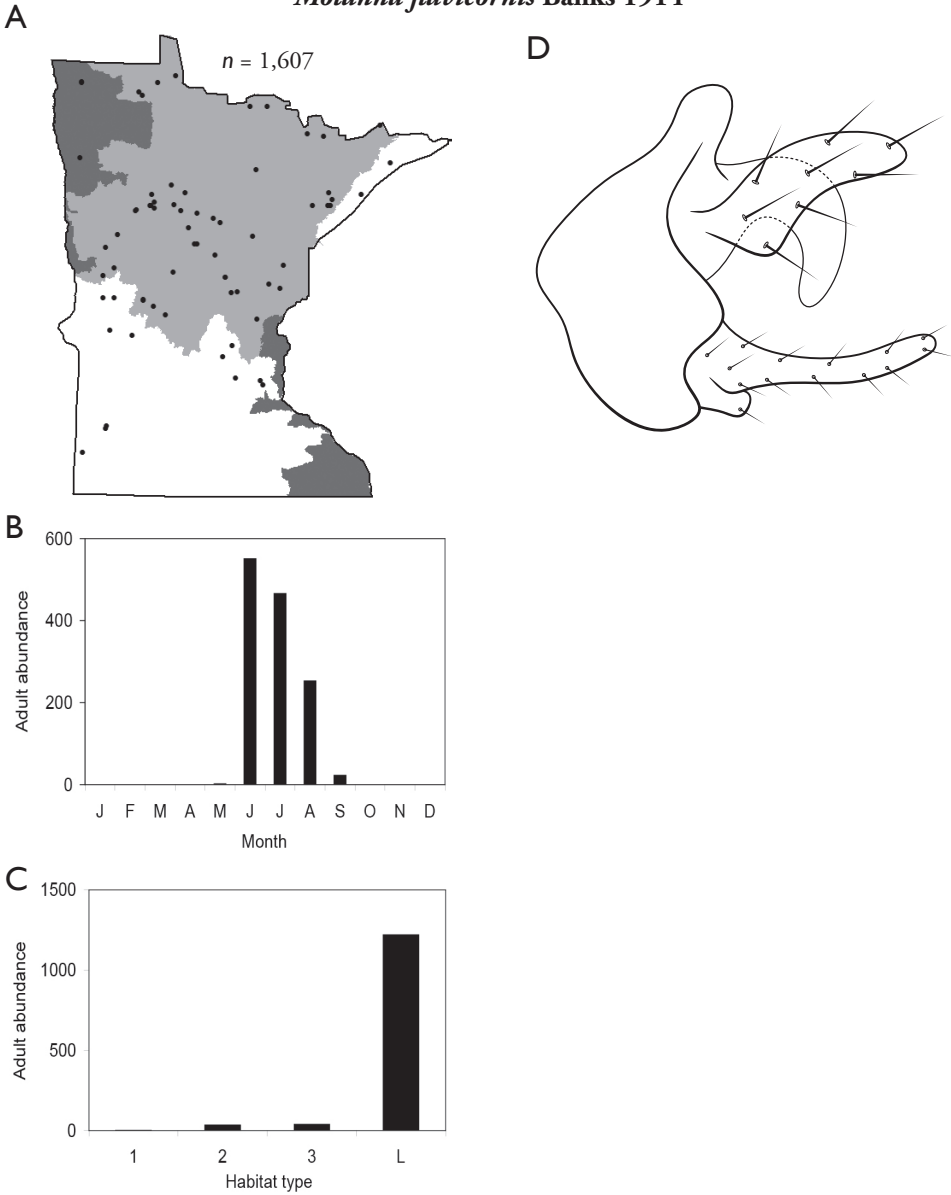 Molanna flavicornis Banks 1911
A
n = 1,607
D
B
600
400
200
0
Adult abundance
J F M A M J J A S O N D
Month
C
1500
1000
500
0
Adult abundance
1 2 3 L
Habitat type